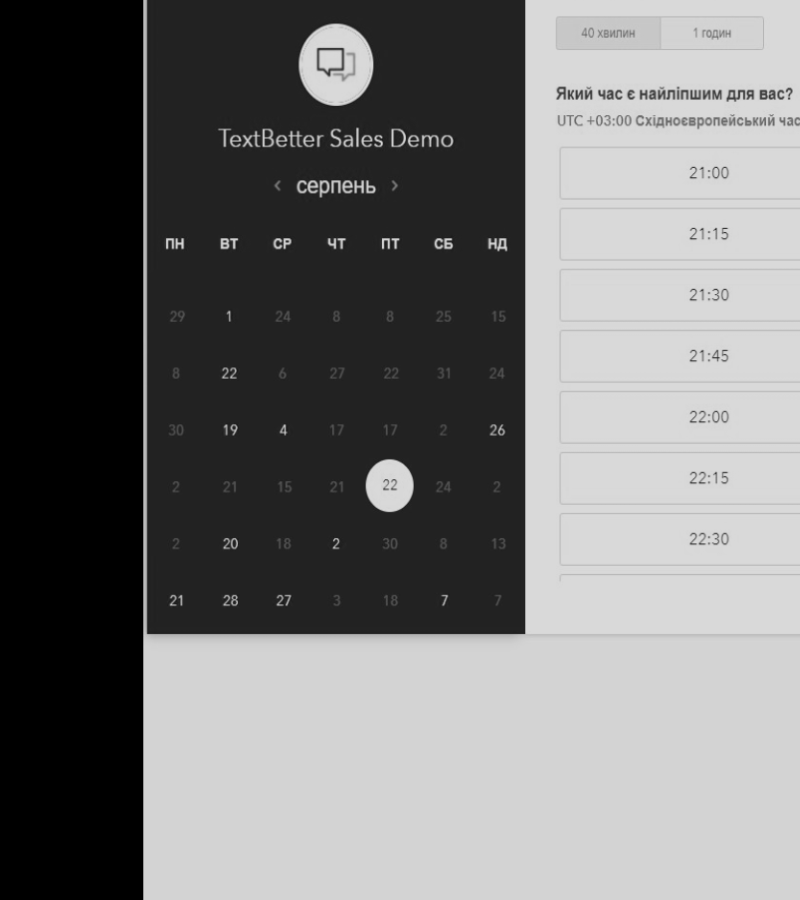 TextBetter Sales Demo
‹ серпень ›
ПН ВТ СР ЧТ ПТ СБ НД
29 1 24 8 8 25 15
8 22 6 27 22 31 24
30 19 4 17 17 2 26
2 21 15 21 22 24 2
2 20 18 2 30 8 13
21 28 27 3 18 7 7
40 хвилин 1 годин
Який час є найліпшим для вас?
UTC +03:00 Східноєвропейський час
21:00
21:15
21:30
21:45
22:00
22:15
22:30